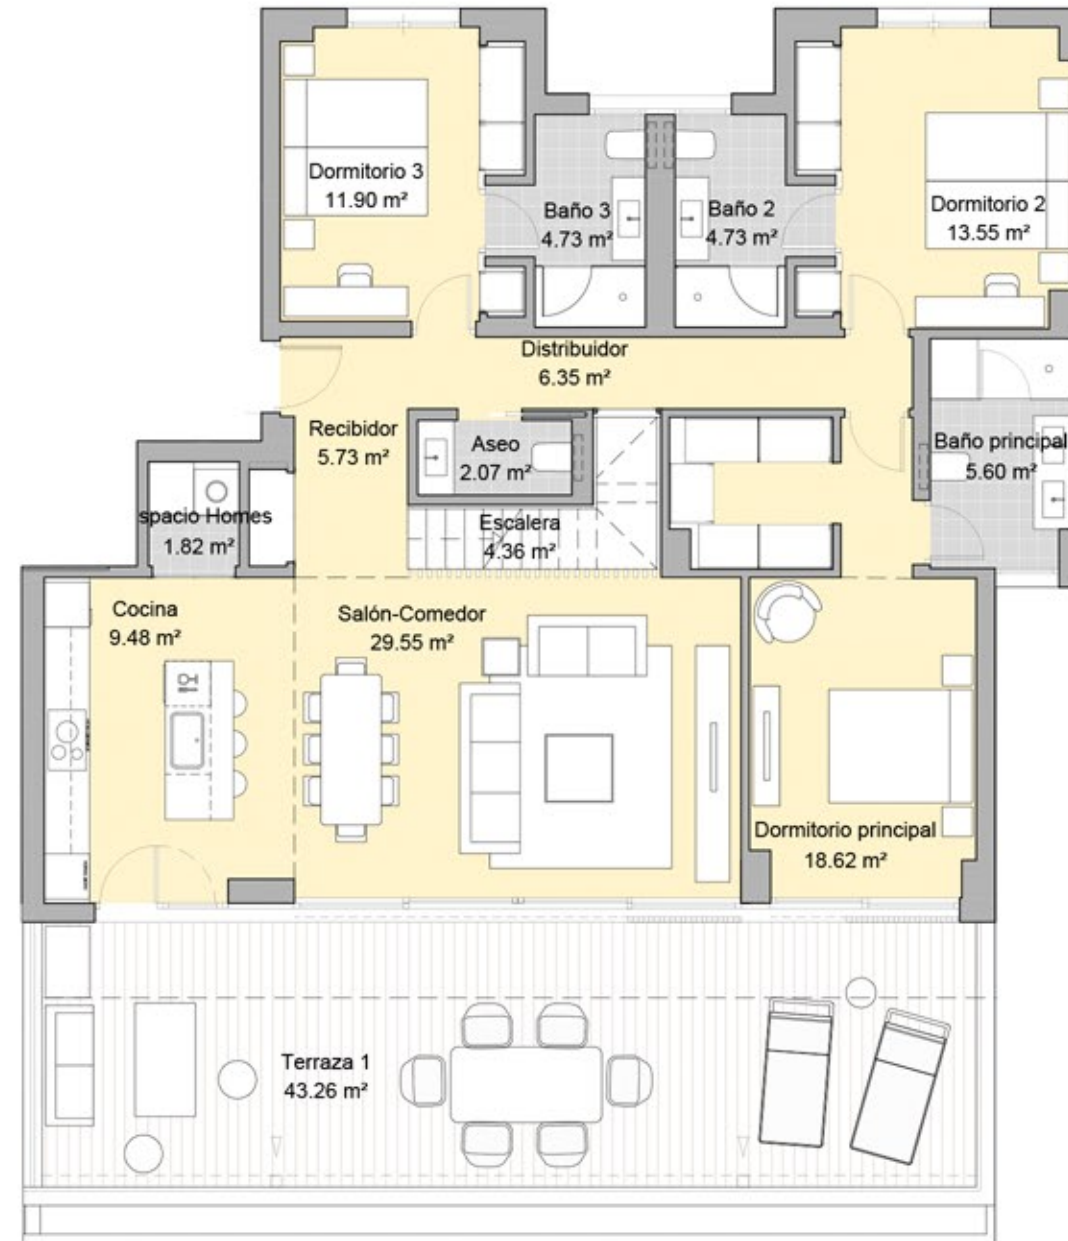 Dormitorio 3
11.90 m²
Baño 3
4.73 m²
Baño 2
4.73 m²
Dormitorio 2
13.55 m²
Distribuidor
6.35 m²
Recibidor
5.73 m²
Aseo
2.07 m²
Baño principal
5.60 m²
spacio Homes
1.82 m²
Escalera
4.36 m²
Cocina
9.48 m²
Salón-Comedor
29.55 m²
Dormitorio principal
18.62 m²
Terraza 1
43.26 m²